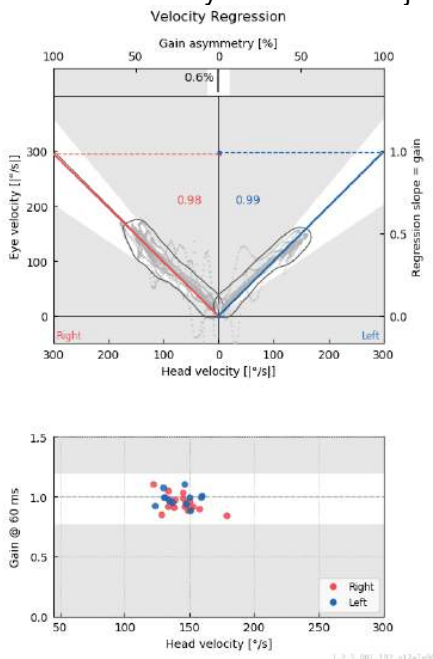 Velocity Regression
Gain asymmetry [%]
100 50 0 50 100
0.6%
300
200
100
0
Eye velocity [|°/s|]
0.98 0.99
1.0
0.5
0.0
Regression slope = gain
Right Left
300 200 100 0 100 200 300
Head velocity [|°/s|]
1.5
1.0
0.5
0.0
Gain @ 60 ms
Right
Left
50 100 150 200 250 300
Head velocity [°/s]